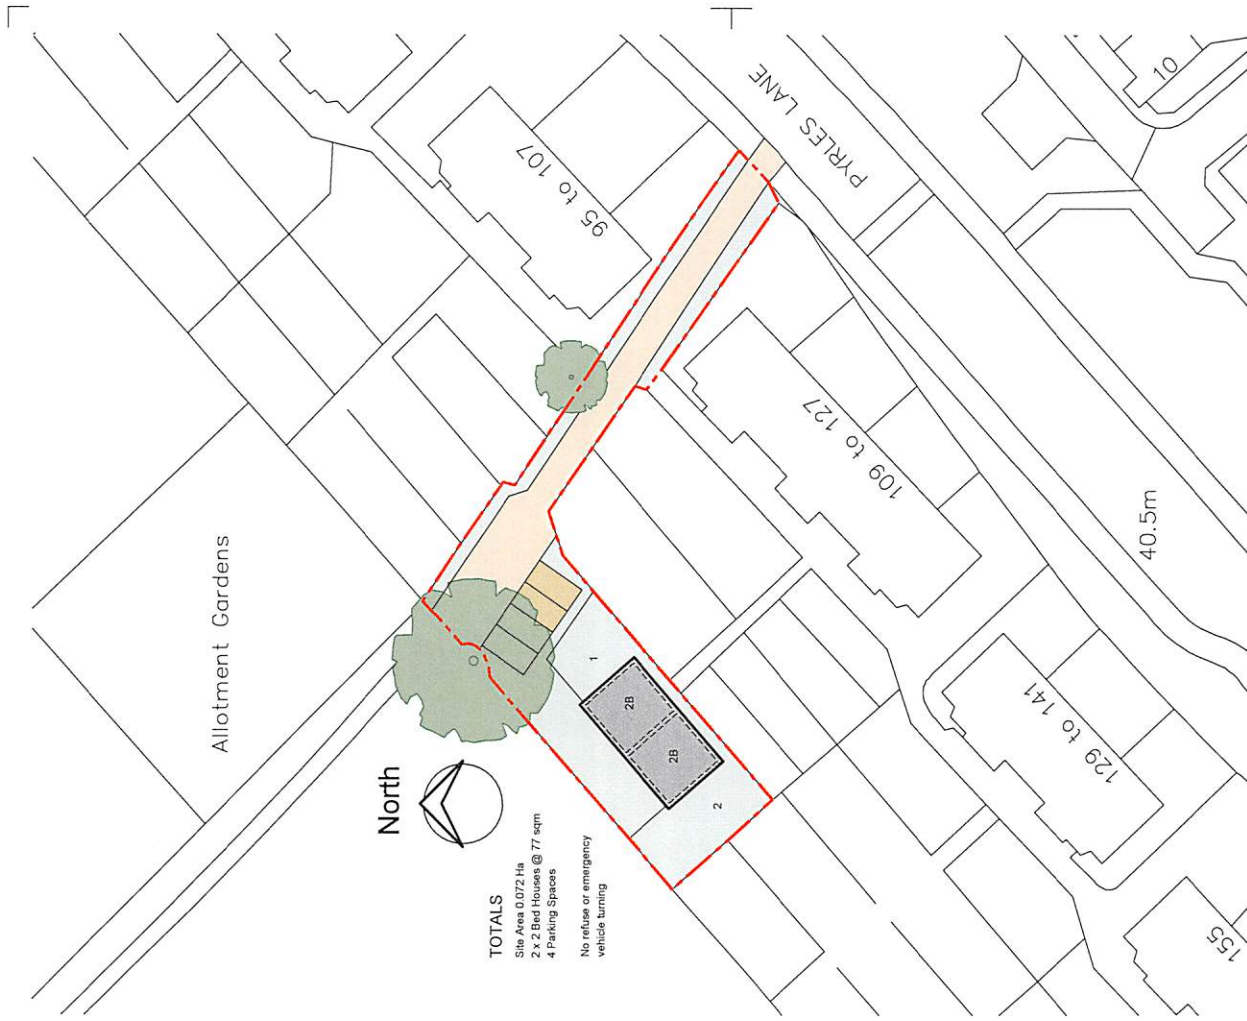 PYRLES LANE
10
95 to 107
109 to 127
40.5m
129 to 141
155
Allotment Gardens
North
TOTALS
Site Area 0.072 Ha
2 x 2 Bed Houses @ 77 sqm
4 Parking Spaces
No refuse or emergency
vehicle turning
1
2B
2B
2